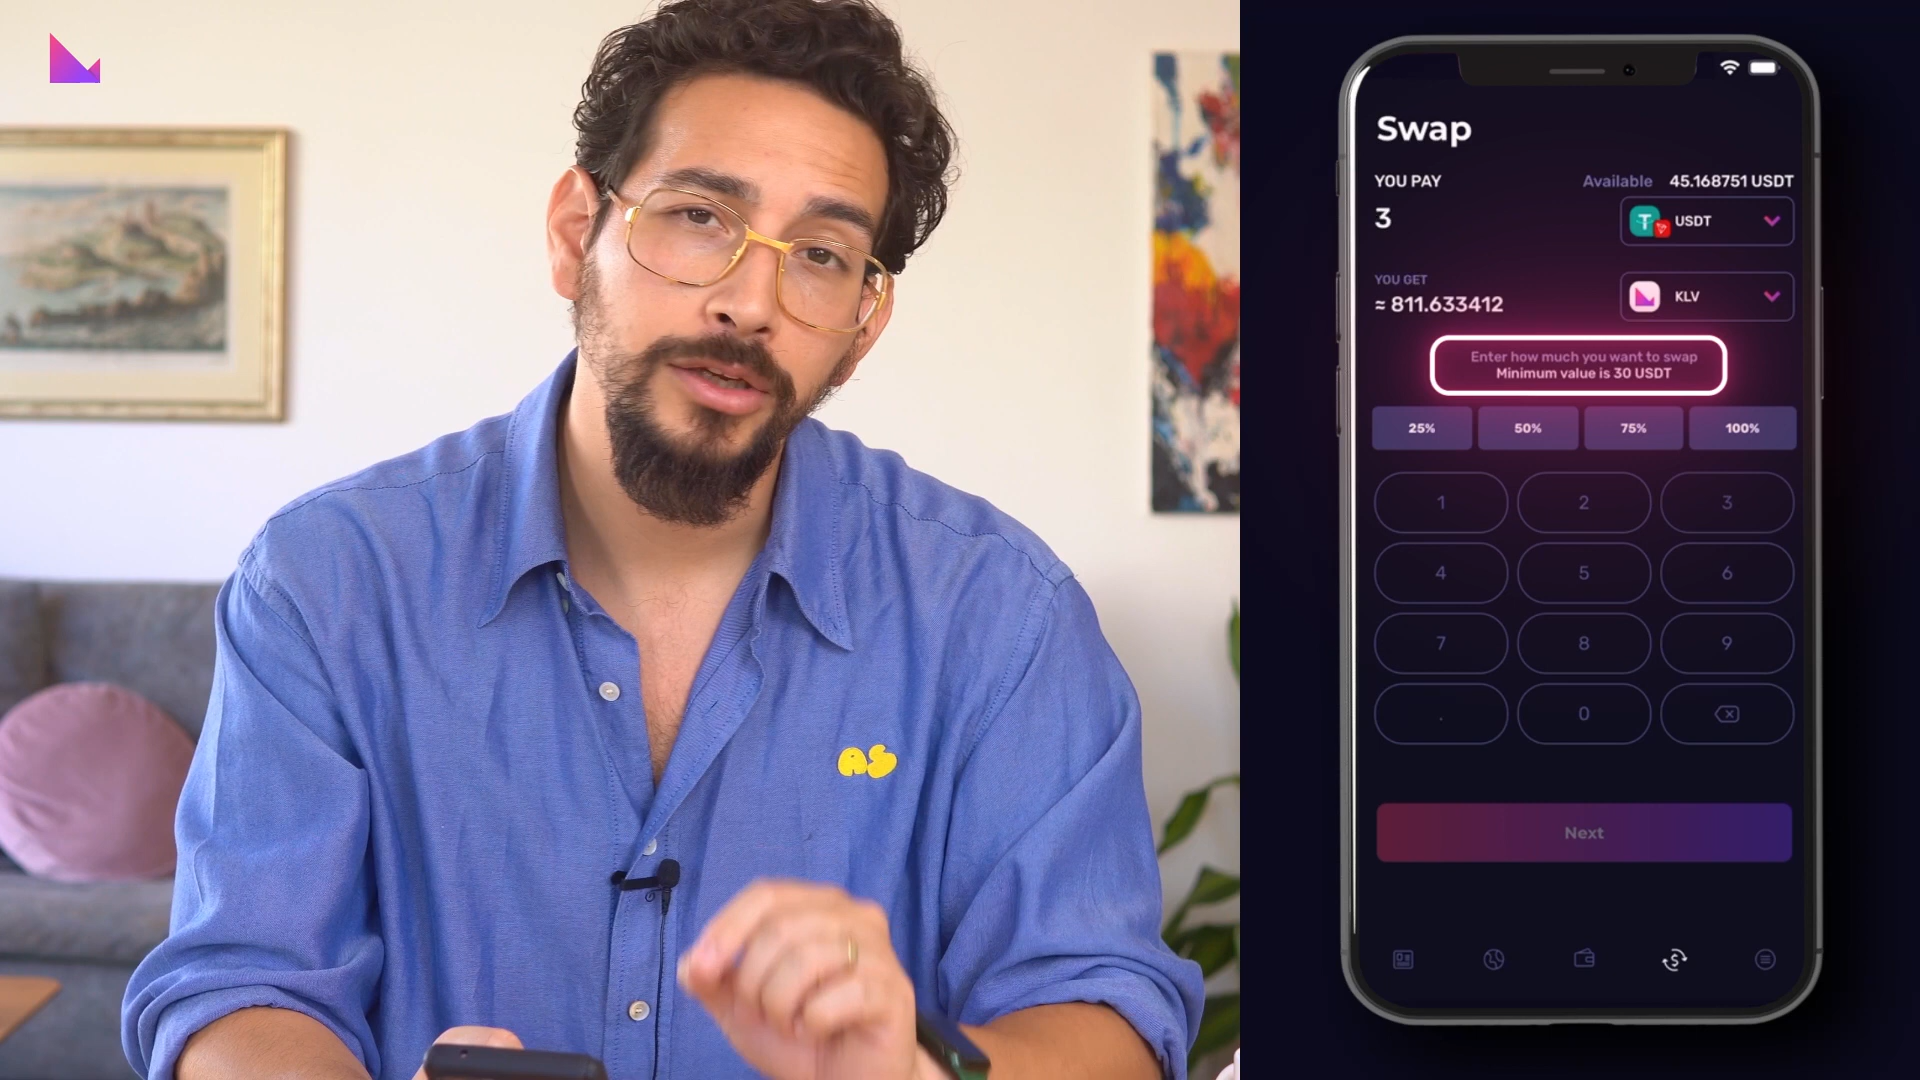 AS
Swap
YOU PAY Available 45.168751 USDT
3 USDT
YOU GET
≈ 811.633412 KLV
Enter how much you want to swap
Minimum value is 30 USDT
25% 50% 75% 100%
1 2 3
4 5 6
7 8 9
. 0
Next